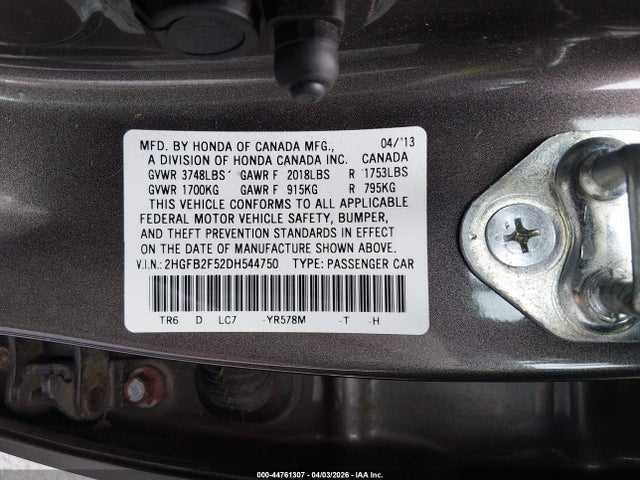 MFD. BY HONDA OF CANADA MFG., 04/'13
A DIVISION OF HONDA CANADA INC. CANADA
GVWR 3748LBS GAWR F 2018LBS R 1753LBS
GVWR 1700KG GAWR F 915KG R 795KG
THIS VEHICLE CONFORMS TO ALL APPLICABLE
FEDERAL MOTOR VEHICLE SAFETY, BUMPER,
AND THEFT PREVENTION STANDARDS IN EFFECT
ON THE DATE OF MANUFACTURE SHOWN ABOVE.
V.I.N.: 2HGFB2F52DH544750 TYPE: PASSENGER CAR
TR6 D LC7 -YR578M -T -H
000-44761307 - 04/03/2026 - IAA Inc.